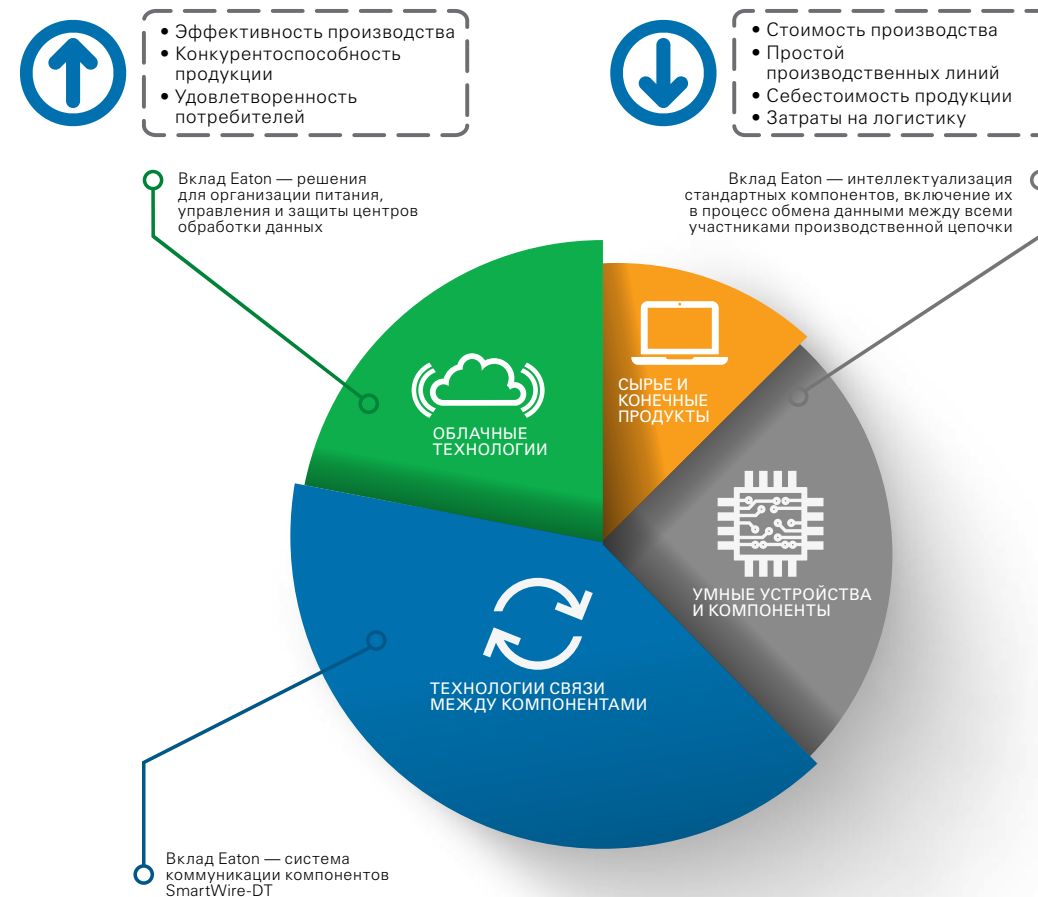 • Эффективность производства
• Конкурентоспособность
продукции
• Удовлетворенность
потребителей
• Стоимость производства
• Простой
производственных линий
• Себестоимость продукции
• Затраты на логистику
Вклад Eaton — решения
для организации питания,
управления и защиты центров
обработки данных
Вклад Eaton — интеллектуализация
стандартных компонентов, включение их
в процесс обмена данными между всеми
участниками производственной цепочки
СЫРЬЕ И
КОНЕЧНЫЕ
ПРОДУКТЫ
ОБЛАЧНЫЕ
ТЕХНОЛОГИИ
УМНЫЕ УСТРОЙСТВА
И КОМПОНЕНТЫ
ТЕХНОЛОГИИ СВЯЗИ
МЕЖДУ КОМПОНЕНТАМИ
Вклад Eaton — система
коммуникации компонентов
SmartWire-DT